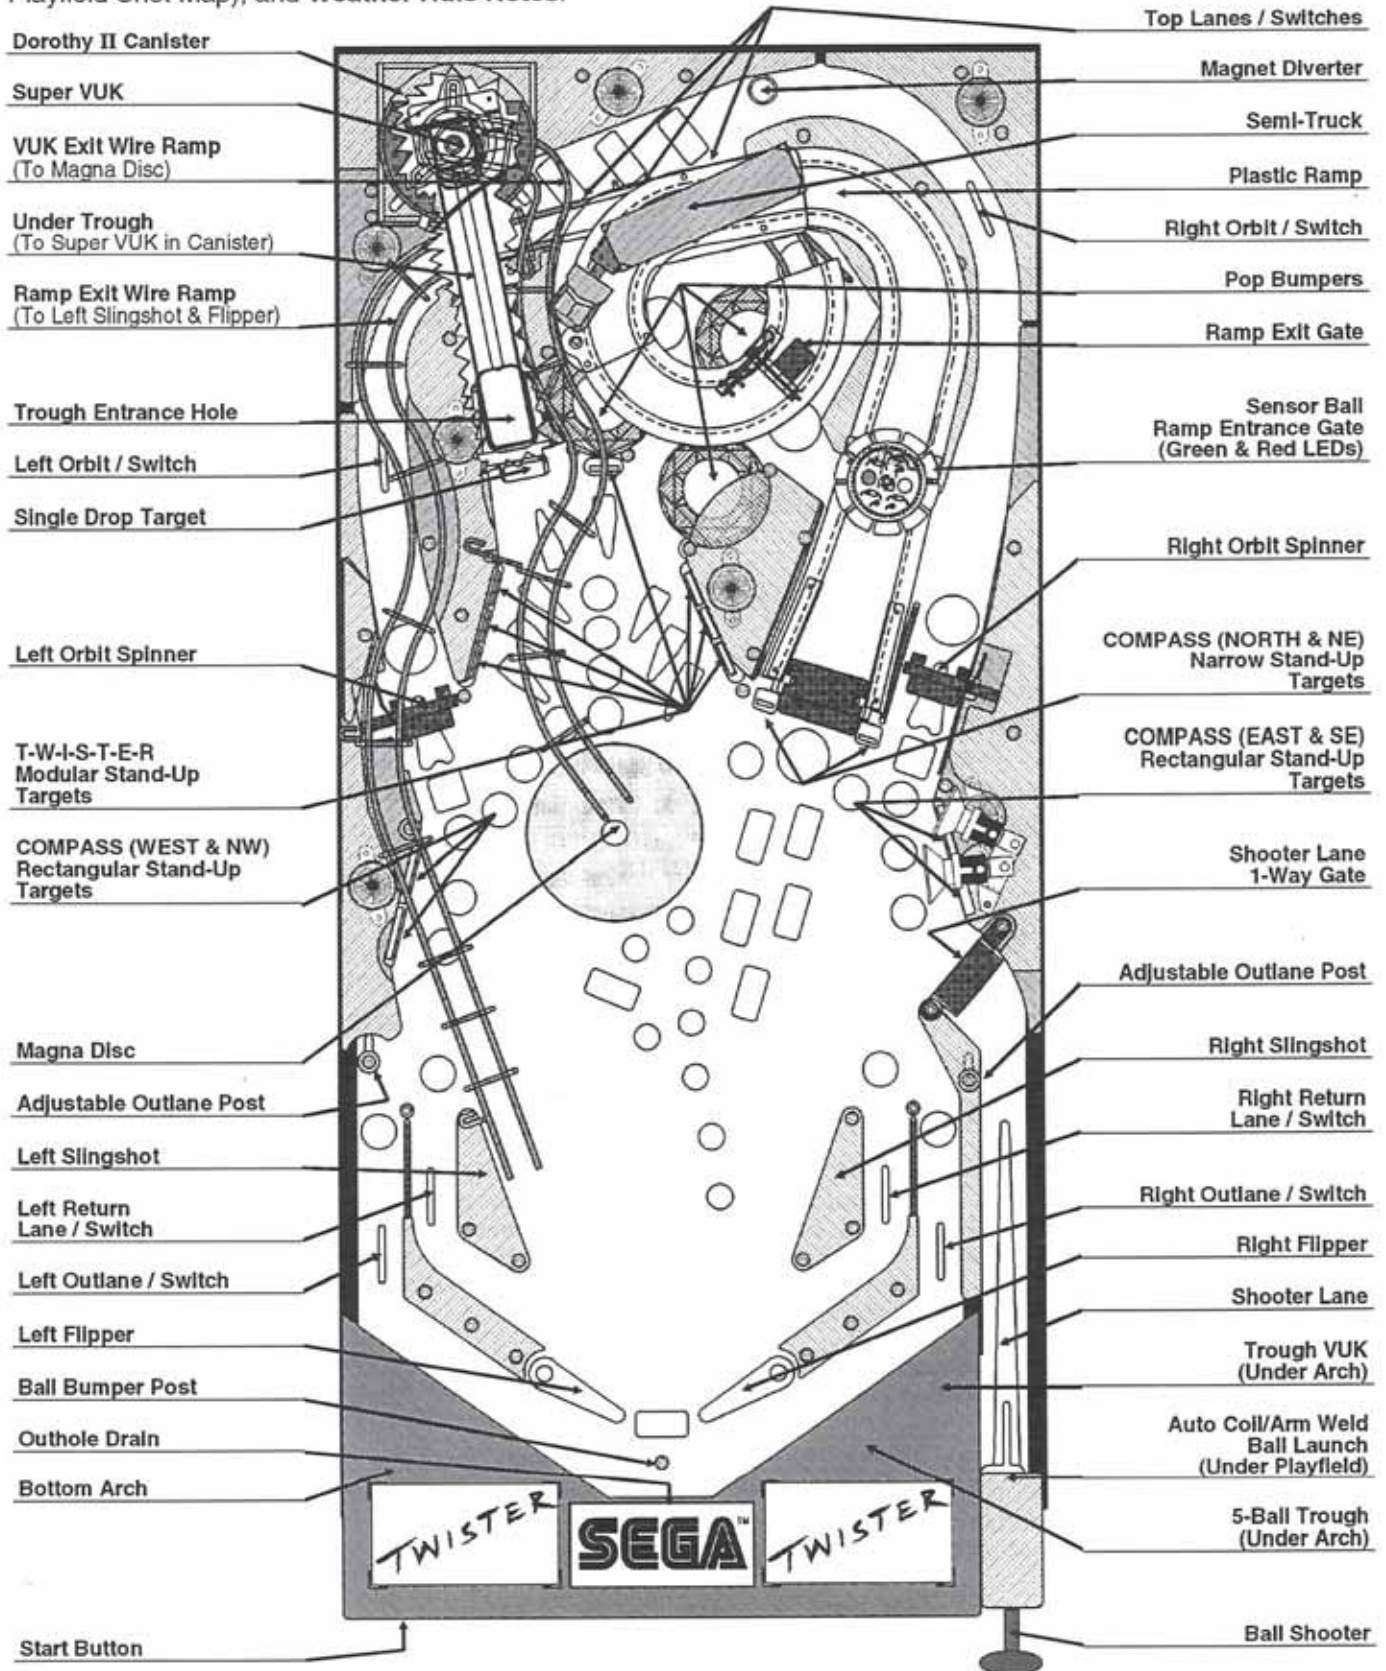 Playfield Shot Map), and Weather Rule Notes.
Dorothy II Canister
Super VUK
VUK Exit Wire Ramp
(To Magna Disc)
Under Trough
(To Super VUK in Canister)
Ramp Exit Wire Ramp
(To Left Slingshot & Flipper)
Trough Entrance Hole
Left Orbit / Switch
Single Drop Target
Left Orbit Spinner
T-W-I-S-T-E-R
Modular Stand-Up
Targets
COMPASS (WEST & NW)
Rectangular Stand-Up
Targets
Magna Disc
Adjustable Outlane Post
Left Slingshot
Left Return
Lane / Switch
Left Outlane / Switch
Left Flipper
Ball Bumper Post
Outhole Drain
Bottom Arch
Start Button
Top Lanes / Switches
Magnet Diverter
Semi-Truck
Plastic Ramp
Right Orbit / Switch
Pop Bumpers
Ramp Exit Gate
Sensor Ball
Ramp Entrance Gate
(Green & Red LEDs)
Right Orbit Spinner
COMPASS (NORTH & NE)
Narrow Stand-Up
Targets
COMPASS (EAST & SE)
Rectangular Stand-Up
Targets
Shooter Lane
1-Way Gate
Adjustable Outlane Post
Right Slingshot
Right Return
Lane / Switch
Right Outlane / Switch
Right Flipper
Shooter Lane
Trough VUK
(Under Arch)
Auto Coil/Arm Weld
Ball Launch
(Under Playfield)
5-Ball Trough
(Under Arch)
Ball Shooter
TWISTER
SEGA™
TWISTER